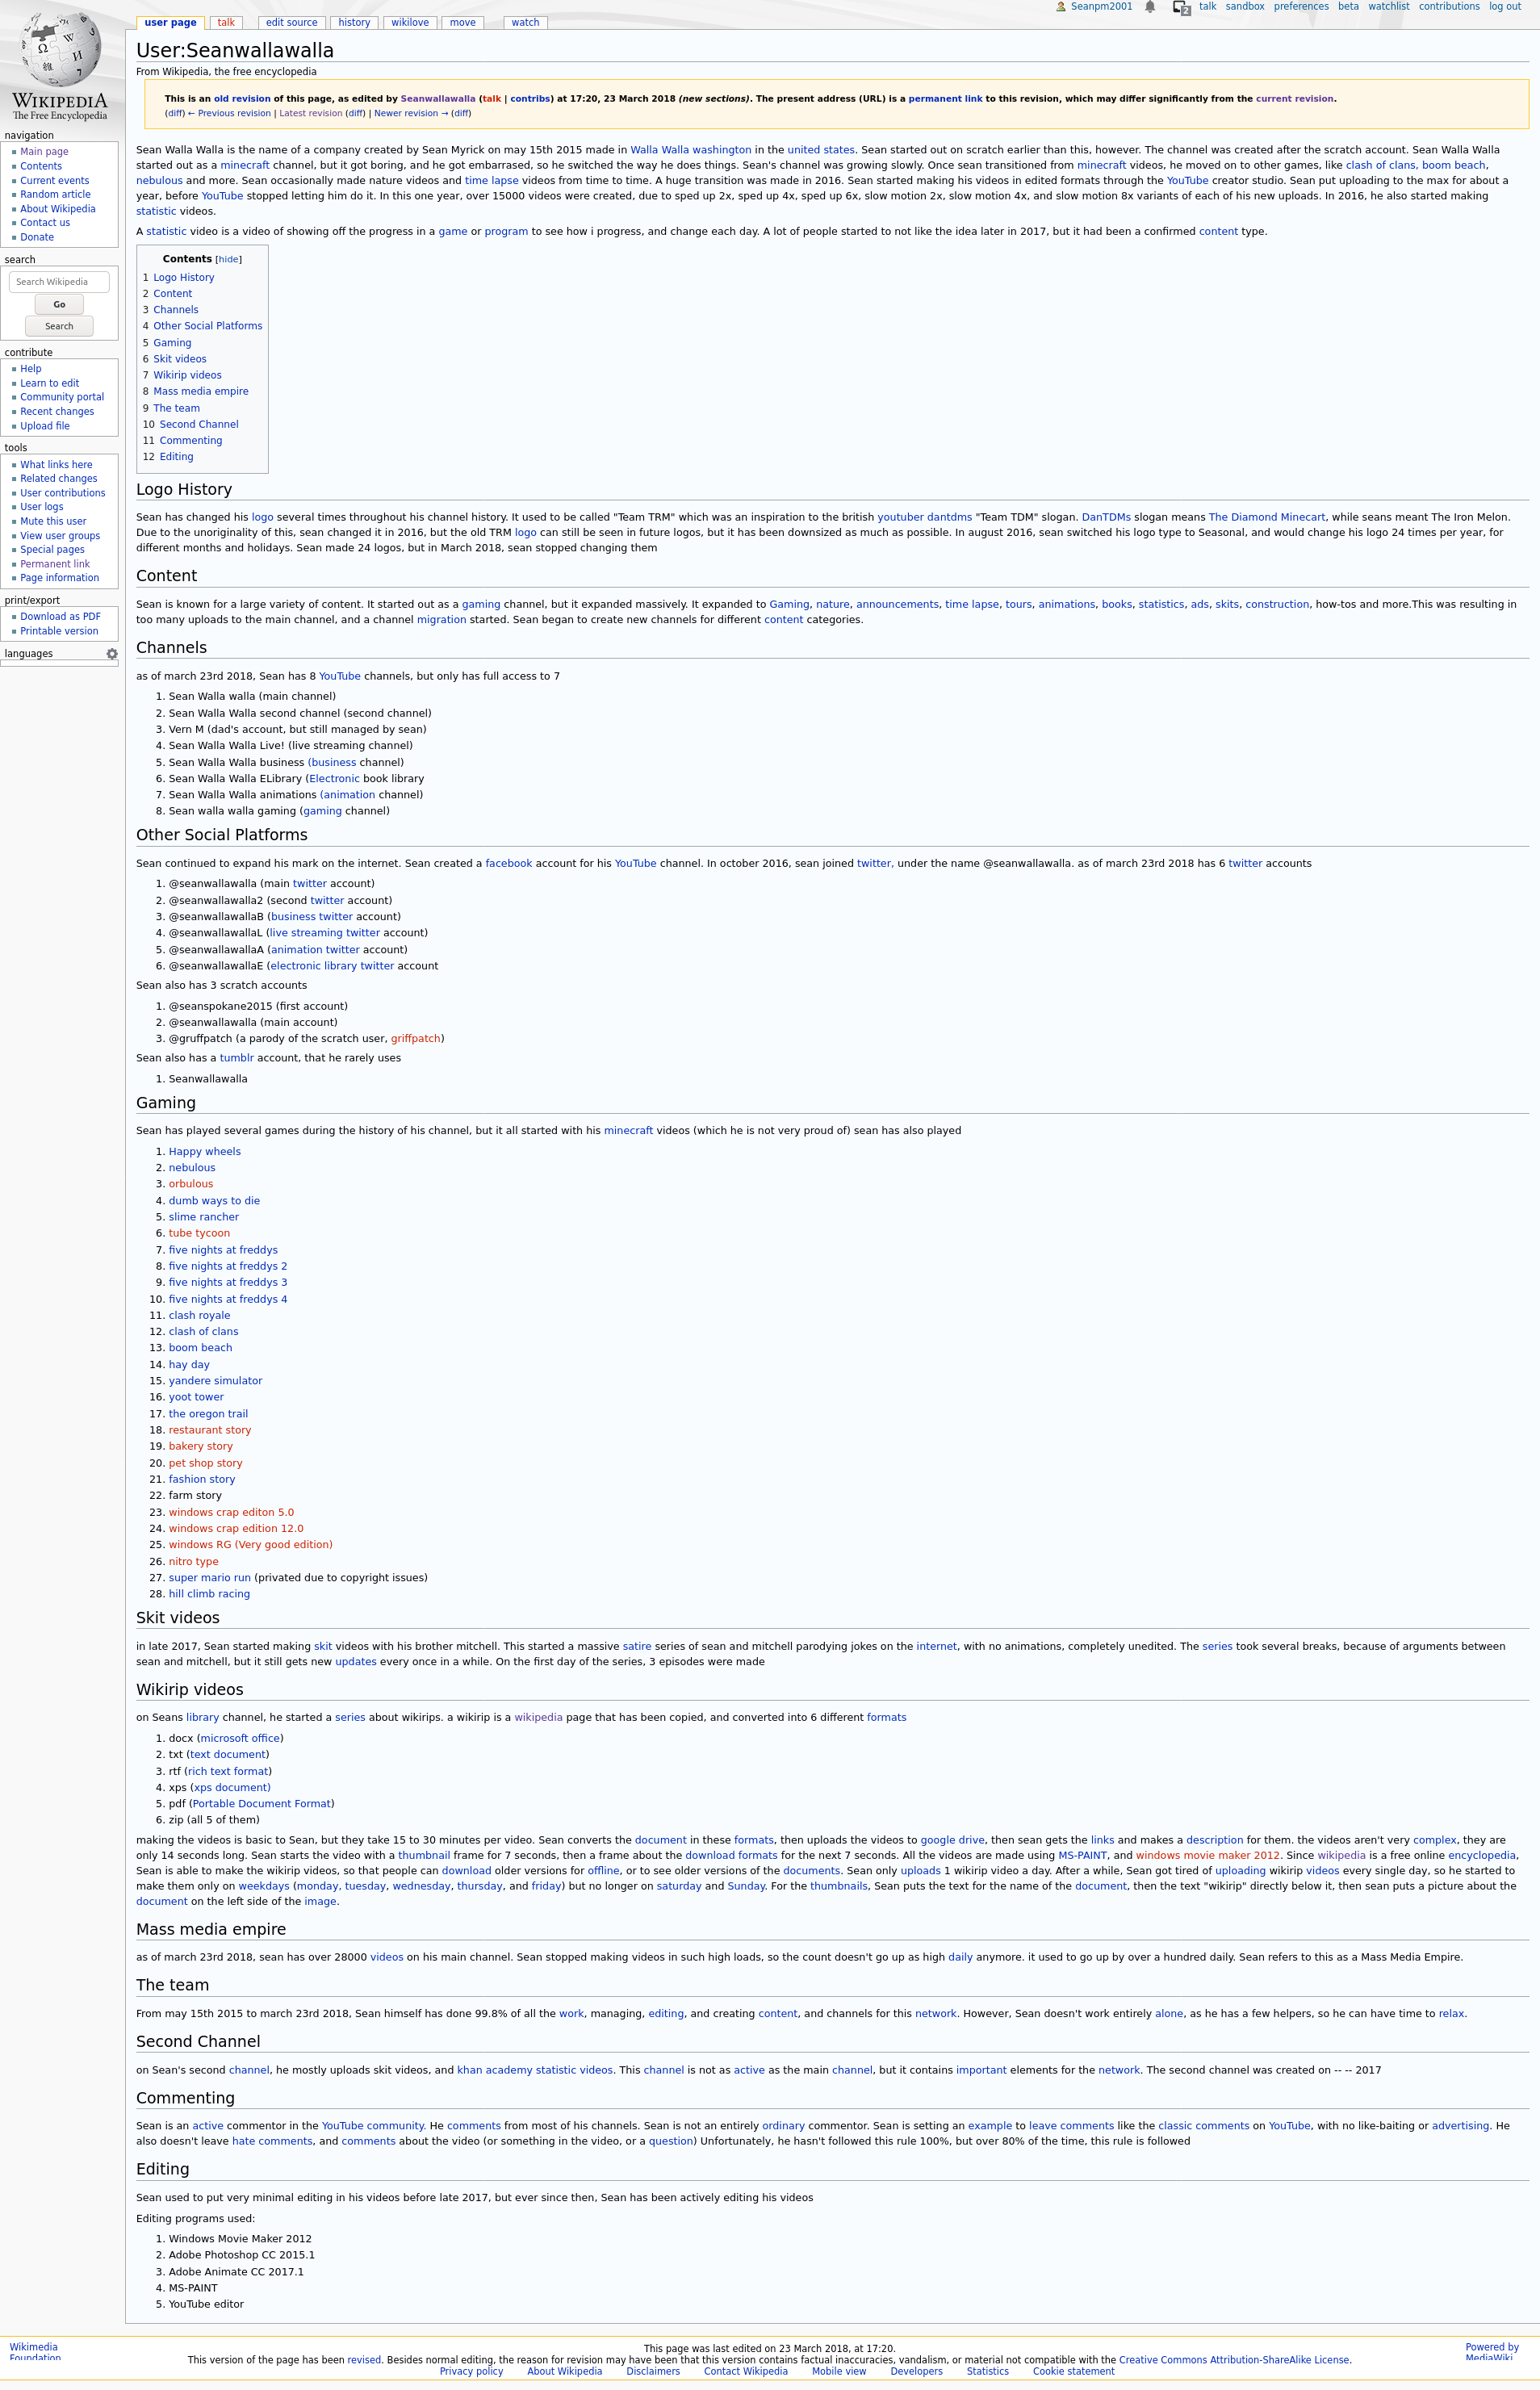 Seanpm2001 2 talk sandbox preferences beta watchlist contributions log out
user page talk edit source history wikilove move watch
WIKIPEDIA
The Free Encyclopedia
navigation
Main page
Contents
Current events
Random article
About Wikipedia
Contact us
Donate
search
Search Wikipedia
Go
Search
contribute
Help
Learn to edit
Community portal
Recent changes
Upload file
tools
What links here
Related changes
User contributions
User logs
Mute this user
View user groups
Special pages
Permanent link
Page information
print/export
Download as PDF
Printable version
languages
User:Seanwallawalla
From Wikipedia, the free encyclopedia
This is an old revision of this page, as edited by Seanwallawalla (talk | contribs) at 17:20, 23 March 2018 (new sections). The present address (URL) is a permanent link to this revision, which may differ significantly from the current revision.
(diff) ← Previous revision | Latest revision (diff) | Newer revision → (diff)
Sean Walla Walla is the name of a company created by Sean Myrick on may 15th 2015 made in Walla Walla washington in the united states. Sean started out on scratch earlier than this, however. The channel was created after the scratch account. Sean Walla Walla
started out as a minecraft channel, but it got boring, and he got embarrassed, so he switched the way he does things. Sean's channel was growing slowly. Once sean transitioned from minecraft videos, he moved on to other games, like clash of clans, boom beach,
nebulous and more. Sean occasionally made nature videos and time lapse videos from time to time. A huge transition was made in 2016. Sean started making his videos in edited formats through the YouTube creator studio. Sean put uploading to the max for about a
year, before YouTube stopped letting him do it. In this one year, over 15000 videos were created, due to sped up 2x, sped up 4x, sped up 6x, slow motion 2x, slow motion 4x, and slow motion 8x variants of each of his new uploads. In 2016, he also started making
statistic videos.
A statistic video is a video of showing off the progress in a game or program to see how i progress, and change each day. A lot of people started to not like the idea later in 2017, but it had been a confirmed content type.
Contents [hide]
1 Logo History
2 Content
3 Channels
4 Other Social Platforms
5 Gaming
6 Skit videos
7 Wikirip videos
8 Mass media empire
9 The team
10 Second Channel
11 Commenting
12 Editing
Logo History
Sean has changed his logo several times throughout his channel history. It used to be called "Team TRM" which was an inspiration to the british youtuber dantdms "Team TDM" slogan. DanTDMs slogan means The Diamond Minecart, while seans meant The Iron Melon.
Due to the unoriginality of this, sean changed it in 2016, but the old TRM logo can still be seen in future logos, but it has been downsized as much as possible. In august 2016, sean switched his logo type to Seasonal, and would change his logo 24 times per year, for
different months and holidays. Sean made 24 logos, but in March 2018, sean stopped changing them
Content
Sean is known for a large variety of content. It started out as a gaming channel, but it expanded massively. It expanded to Gaming, nature, announcements, time lapse, tours, animations, books, statistics, ads, skits, construction, how-tos and more.This was resulting in
too many uploads to the main channel, and a channel migration started. Sean began to create new channels for different content categories.
Channels
as of march 23rd 2018, Sean has 8 YouTube channels, but only has full access to 7
1. Sean Walla walla (main channel)
2. Sean Walla Walla second channel (second channel)
3. Vern M (dad's account, but still managed by sean)
4. Sean Walla Walla Live! (live streaming channel)
5. Sean Walla Walla business (business channel)
6. Sean Walla Walla ELibrary (Electronic book library
7. Sean Walla Walla animations (animation channel)
8. Sean walla walla gaming (gaming channel)
Other Social Platforms
Sean continued to expand his mark on the internet. Sean created a facebook account for his YouTube channel. In october 2016, sean joined twitter, under the name @seanwallawalla. as of march 23rd 2018 has 6 twitter accounts
1. @seanwallawalla (main twitter account)
2. @seanwallawalla2 (second twitter account)
3. @seanwallawallaB (business twitter account)
4. @seanwallawallaL (live streaming twitter account)
5. @seanwallawallaA (animation twitter account)
6. @seanwallawallaE (electronic library twitter account
Sean also has 3 scratch accounts
1. @seanspokane2015 (first account)
2. @seanwallawalla (main account)
3. @gruffpatch (a parody of the scratch user, griffpatch)
Sean also has a tumblr account, that he rarely uses
1. Seanwallawalla
Gaming
Sean has played several games during the history of his channel, but it all started with his minecraft videos (which he is not very proud of) sean has also played
1. Happy wheels
2. nebulous
3. orbulous
4. dumb ways to die
5. slime rancher
6. tube tycoon
7. five nights at freddys
8. five nights at freddys 2
9. five nights at freddys 3
10. five nights at freddys 4
11. clash royale
12. clash of clans
13. boom beach
14. hay day
15. yandere simulator
16. yoot tower
17. the oregon trail
18. restaurant story
19. bakery story
20. pet shop story
21. fashion story
22. farm story
23. windows crap editon 5.0
24. windows crap edition 12.0
25. windows RG (Very good edition)
26. nitro type
27. super mario run (privated due to copyright issues)
28. hill climb racing
Skit videos
in late 2017, Sean started making skit videos with his brother mitchell. This started a massive satire series of sean and mitchell parodying jokes on the internet, with no animations, completely unedited. The series took several breaks, because of arguments between
sean and mitchell, but it still gets new updates every once in a while. On the first day of the series, 3 episodes were made
Wikirip videos
on Seans library channel, he started a series about wikirips. a wikirip is a wikipedia page that has been copied, and converted into 6 different formats
1. docx (microsoft office)
2. txt (text document)
3. rtf (rich text format)
4. xps (xps document)
5. pdf (Portable Document Format)
6. zip (all 5 of them)
making the videos is basic to Sean, but they take 15 to 30 minutes per video. Sean converts the document in these formats, then uploads the videos to google drive, then sean gets the links and makes a description for them. the videos aren't very complex, they are
only 14 seconds long. Sean starts the video with a thumbnail frame for 7 seconds, then a frame about the download formats for the next 7 seconds. All the videos are made using MS-PAINT, and windows movie maker 2012. Since wikipedia is a free online encyclopedia,
Sean is able to make the wikirip videos, so that people can download older versions for offline, or to see older versions of the documents. Sean only uploads 1 wikirip video a day. After a while, Sean got tired of uploading wikirip videos every single day, so he started to
make them only on weekdays (monday, tuesday, wednesday, thursday, and friday) but no longer on saturday and Sunday. For the thumbnails, Sean puts the text for the name of the document, then the text "wikirip" directly below it, then sean puts a picture about the
document on the left side of the image.
Mass media empire
as of march 23rd 2018, sean has over 28000 videos on his main channel. Sean stopped making videos in such high loads, so the count doesn't go up as high daily anymore. it used to go up by over a hundred daily. Sean refers to this as a Mass Media Empire.
The team
From may 15th 2015 to march 23rd 2018, Sean himself has done 99.8% of all the work, managing, editing, and creating content, and channels for this network. However, Sean doesn't work entirely alone, as he has a few helpers, so he can have time to relax.
Second Channel
on Sean's second channel, he mostly uploads skit videos, and khan academy statistic videos. This channel is not as active as the main channel, but it contains important elements for the network. The second channel was created on -- -- 2017
Commenting
Sean is an active commentor in the YouTube community. He comments from most of his channels. Sean is not an entirely ordinary commentor. Sean is setting an example to leave comments like the classic comments on YouTube, with no like-baiting or advertising. He
also doesn't leave hate comments, and comments about the video (or something in the video, or a question) Unfortunately, he hasn't followed this rule 100%, but over 80% of the time, this rule is followed
Editing
Sean used to put very minimal editing in his videos before late 2017, but ever since then, Sean has been actively editing his videos
Editing programs used:
1. Windows Movie Maker 2012
2. Adobe Photoshop CC 2015.1
3. Adobe Animate CC 2017.1
4. MS-PAINT
5. YouTube editor
Wikimedia
Foundation
This page was last edited on 23 March 2018, at 17:20.
This version of the page has been revised. Besides normal editing, the reason for revision may have been that this version contains factual inaccuracies, vandalism, or material not compatible with the Creative Commons Attribution-ShareAlike License.
Privacy policy About Wikipedia Disclaimers Contact Wikipedia Mobile view Developers Statistics Cookie statement
Powered by
MediaWiki